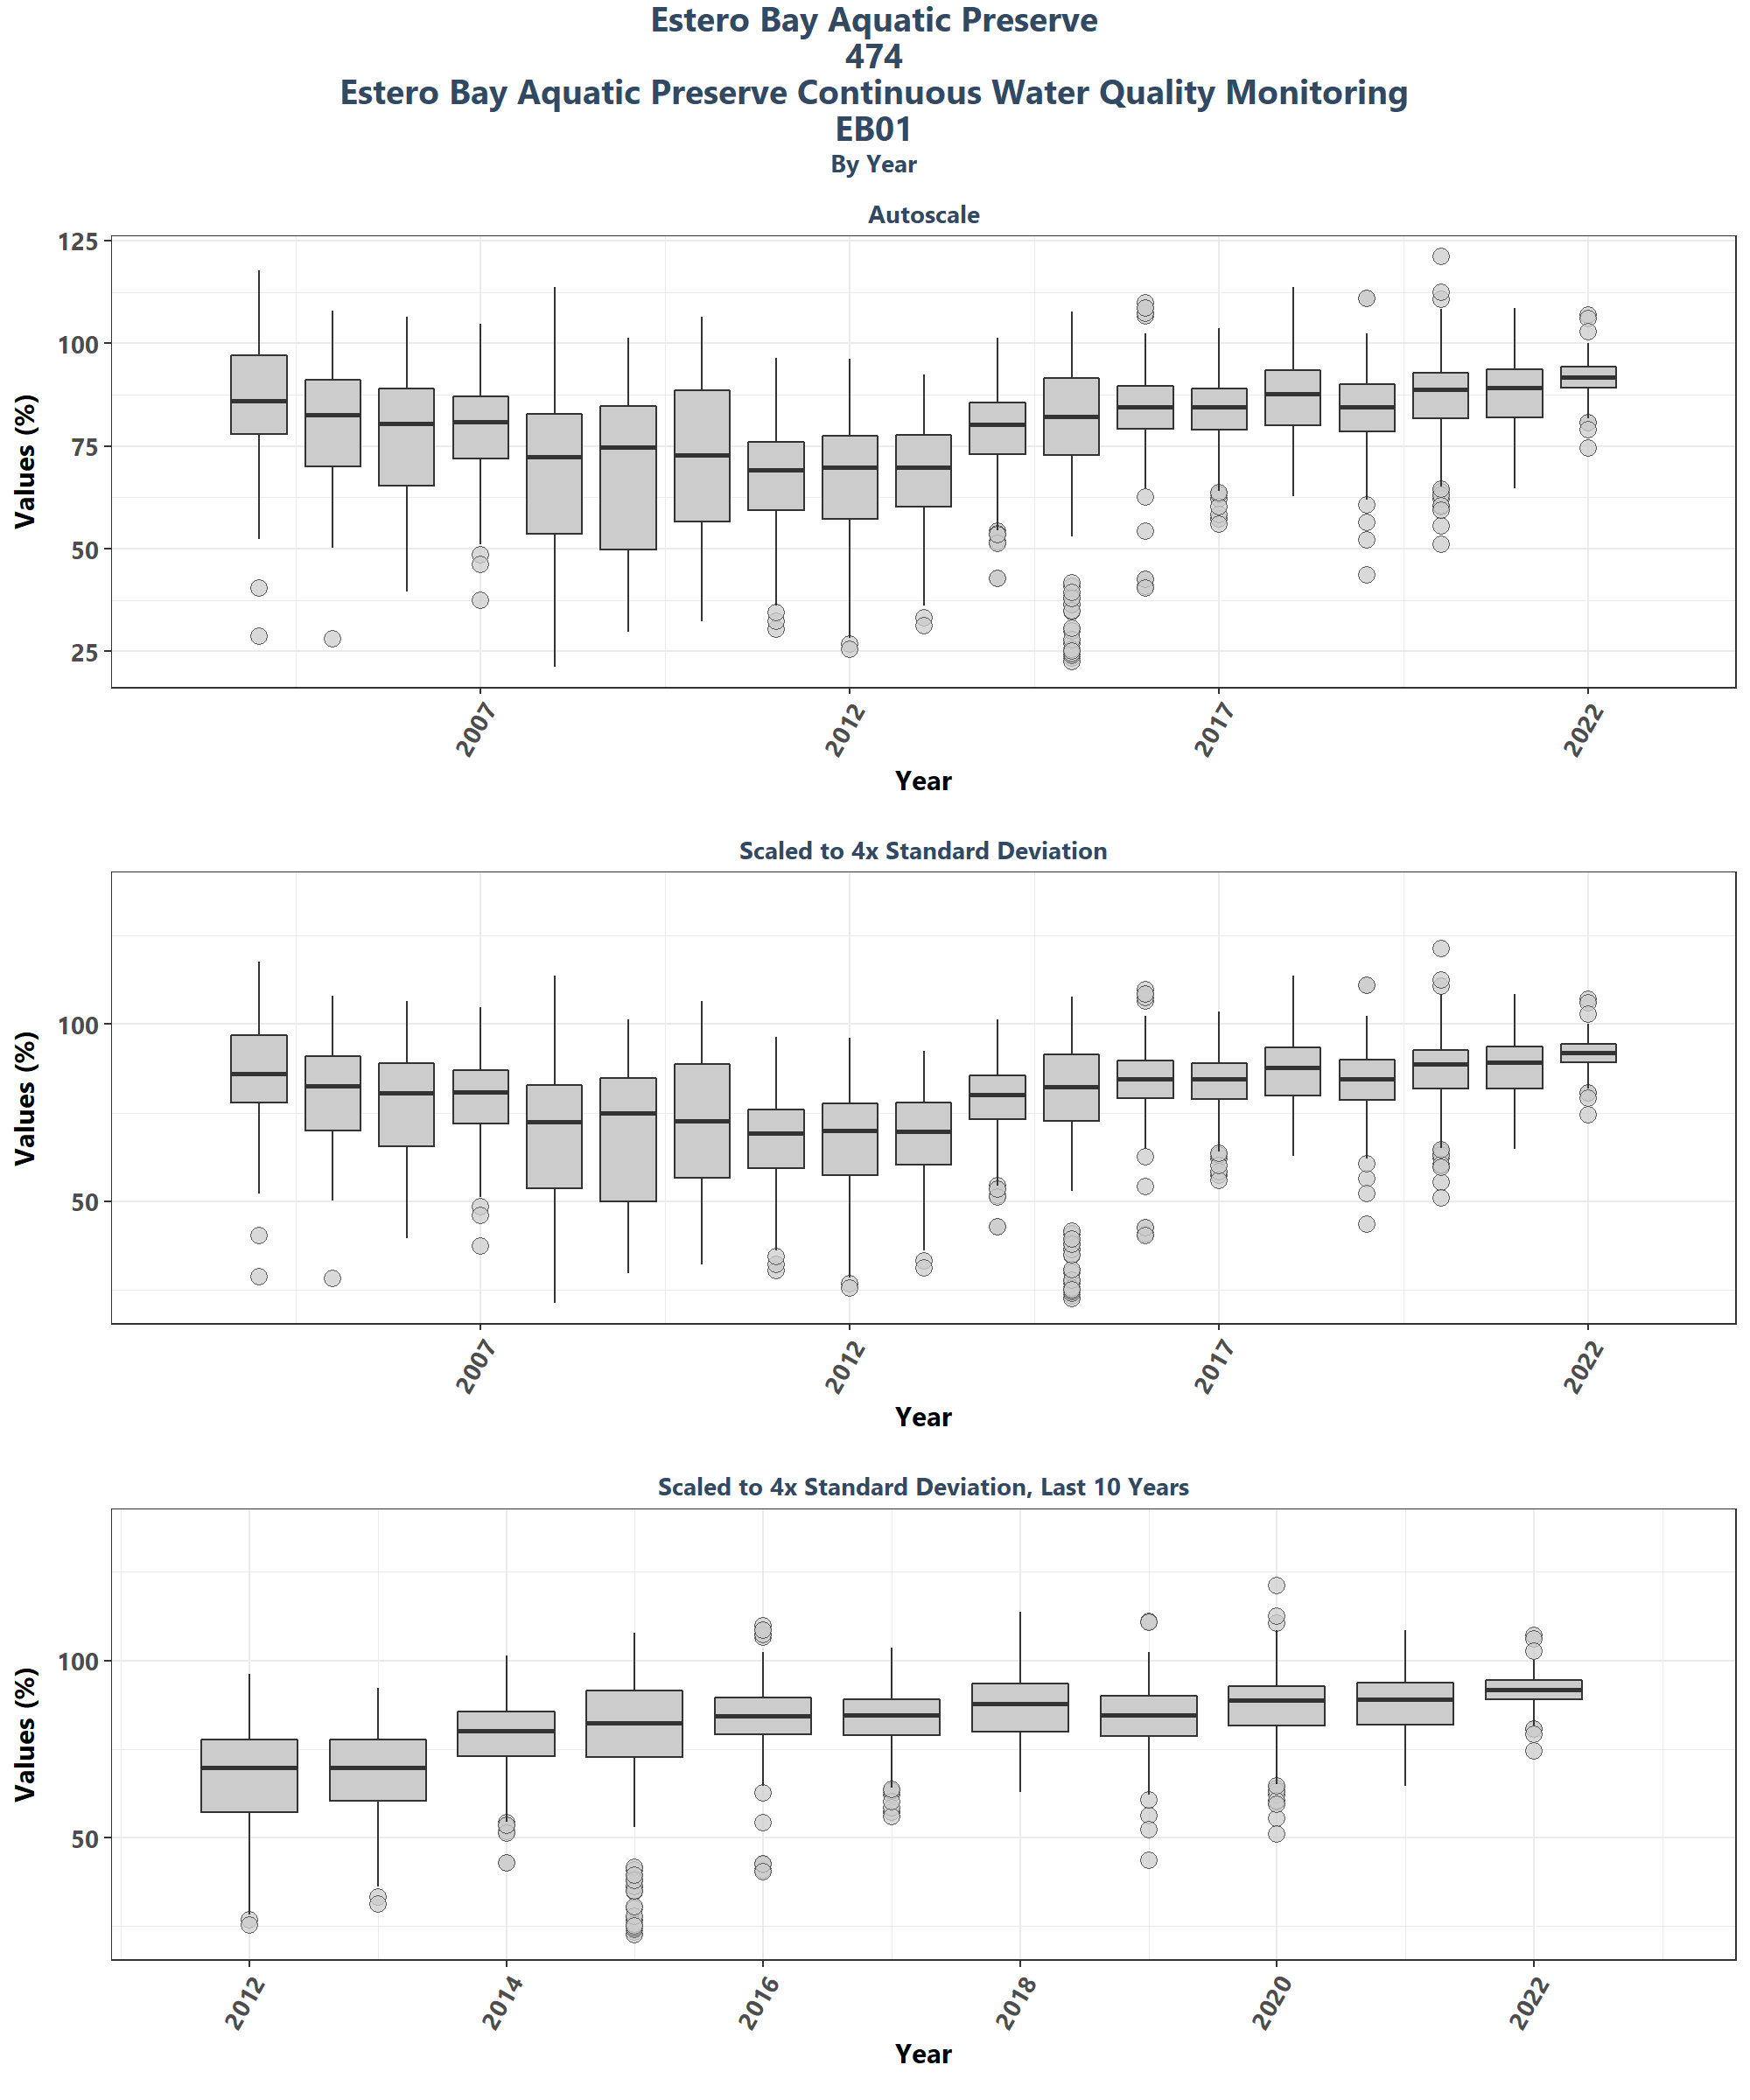 Estero Bay Aquatic Preserve
474
Estero Bay Aquatic Preserve Continuous Water Quality Monitoring
EB01
By Year
Autoscale
Values (%)
125
100
75
50
25
2007 2012 2017 2022
Year
Scaled to 4x Standard Deviation
Values (%)
100
50
2007 2012 2017 2022
Year
Scaled to 4x Standard Deviation, Last 10 Years
Values (%)
100
50
2012 2014 2016 2018 2020 2022
Year